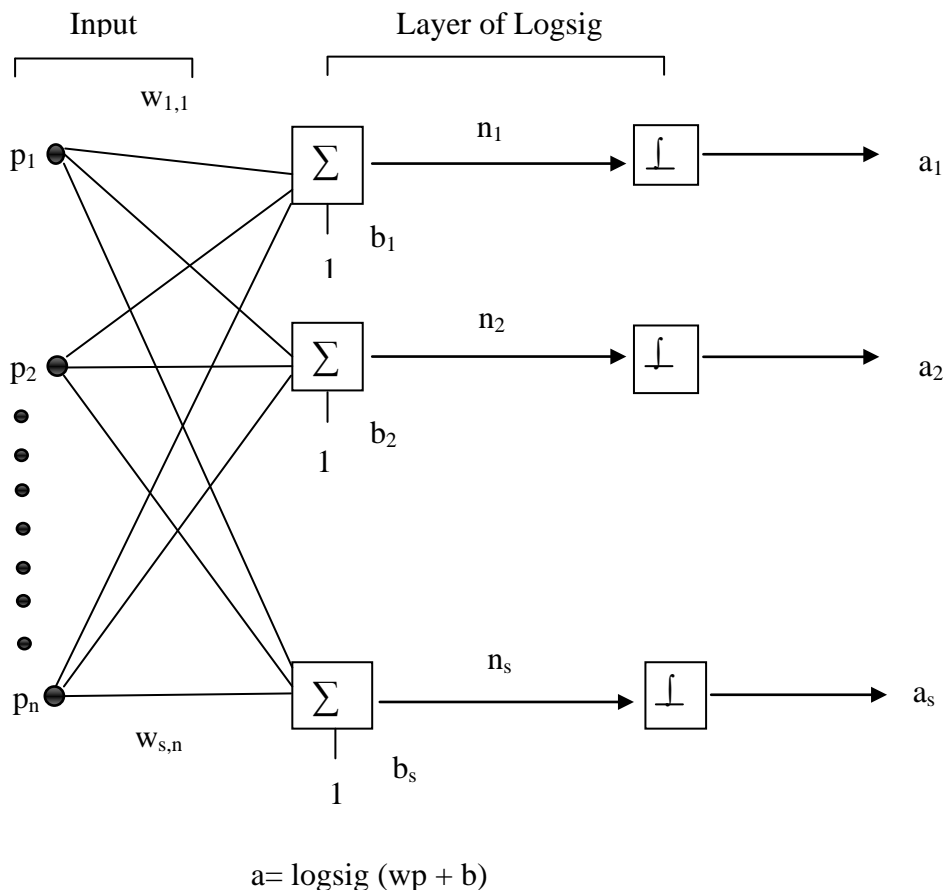 Input Layer of Logsig
w1,1
p1 ∑ n1 a1
b1
1
n2
p2 ∑ a2
b2
1
ns
pn ∑ as
ws,n
bs
1
a= logsig (wp + b)